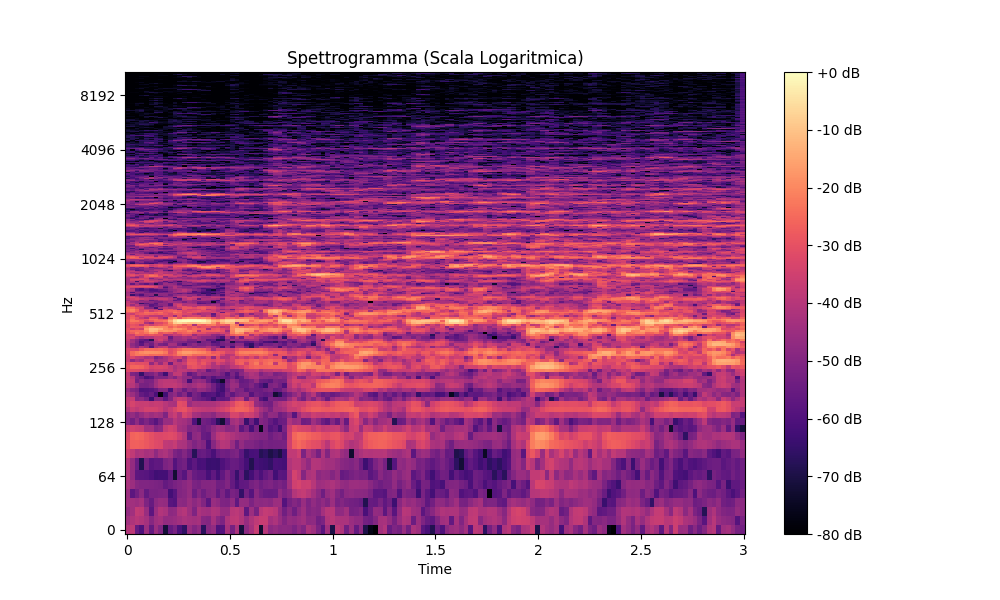 Spettrogramma (Scala Logaritmica)
Hz
8192
4096
2048
1024
512
256
128
64
0
0
0.5
1
1.5
2
2.5
3
Time
+0 dB
-10 dB
-20 dB
-30 dB
-40 dB
-50 dB
-60 dB
-70 dB
-80 dB